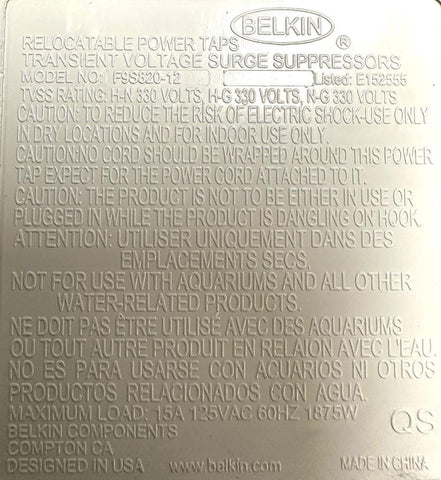 BELKIN
®
RELOCATABLE POWER TAPS
TRANSIENT VOLTAGE SURGE SUPPRESSORS
MODEL NO.: F9S820-12 Listed: E152555
TVSS RATING: H-N 330 VOLTS, H-G 330 VOLTS, N-G 330 VOLTS
CAUTION: TO REDUCE THE RISK OF ELECTRIC SHOCK-USE ONLY
IN DRY LOCATIONS AND FOR INDOOR USE ONLY.
CAUTION:NO CORD SHOULD BE WRAPPED AROUND THIS POWER
TAP EXPECT FOR THE POWER CORD ATTACHED TO IT.
CAUTION: THE PRODUCT IS NOT TO BE EITHER IN USE OR
PLUGGED IN WHILE THE PRODUCT IS DANGLING ON HOOK.
ATTENTION: UTILISER UNIQUEMENT DANS DES
EMPLACEMENTS SECS.
NOT FOR USE WITH AQUARIUMS AND ALL OTHER
WATER-RELATED PRODUCTS.
NE DOIT PAS ÊTRE UTILISÉ AVEC DES AQUARIUMS
OU TOUT AUTRE PRODUIT EN RELAION AVEC L'EAU.
NO ES PARA USARSE CON ACUARIOS NI OTROS
PRODUCTOS RELACIONADOS CON AGUA.
MAXIMUM LOAD: 15A 125VAC 60HZ 1875W
BELKIN COMPONENTS QS
COMPTON CA
DESIGNED IN USA www.belkin.com MADE IN CHINA